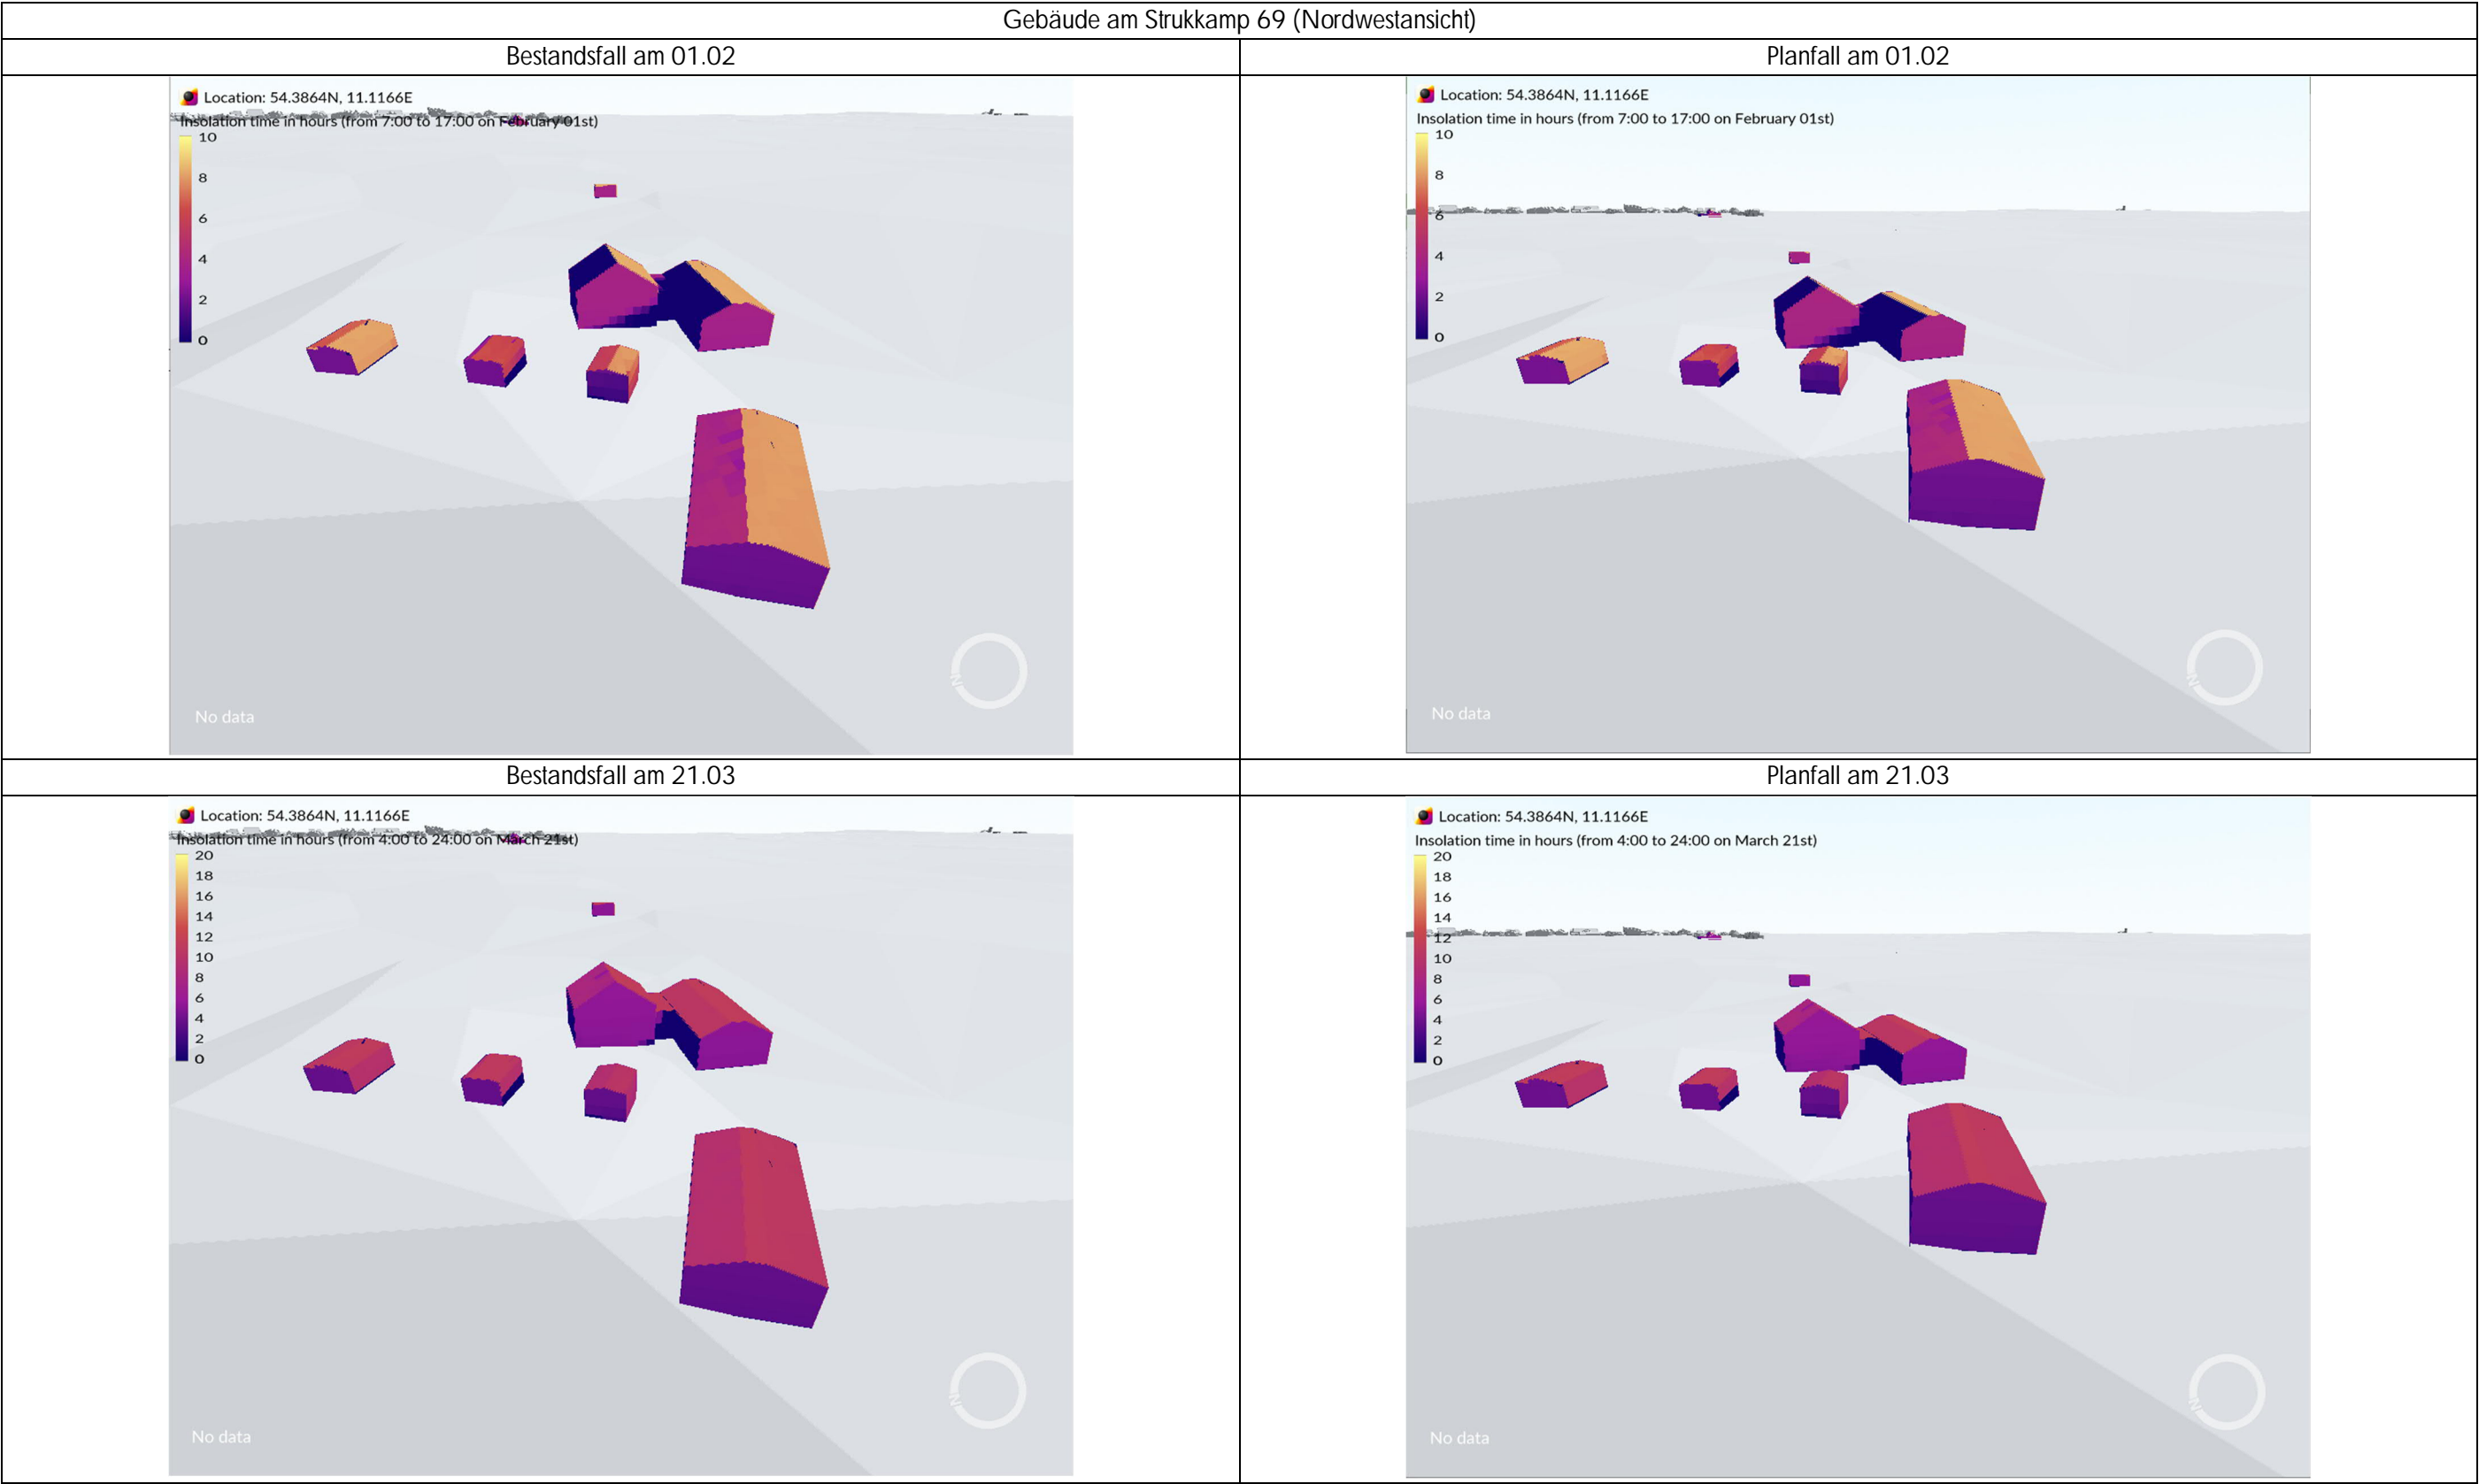 Gebäude am Strukkamp 69 (Nordwestansicht)
Bestandsfall am 01.02
Planfall am 01.02
Location: 54.3864N, 11.1166E
Insolation time in hours (from 7:00 to 17:00 on February 01st)
10
8
6
4
2
0
N
No data
Location: 54.3864N, 11.1166E
Insolation time in hours (from 7:00 to 17:00 on February 01st)
10
8
6
4
2
0
N
No data
Bestandsfall am 21.03
Planfall am 21.03
Location: 54.3864N, 11.1166E
Insolation time in hours (from 4:00 to 24:00 on March 21st)
20
18
16
14
12
10
8
6
4
2
0
N
No data
Location: 54.3864N, 11.1166E
Insolation time in hours (from 4:00 to 24:00 on March 21st)
20
18
16
14
12
10
8
6
4
2
0
N
No data